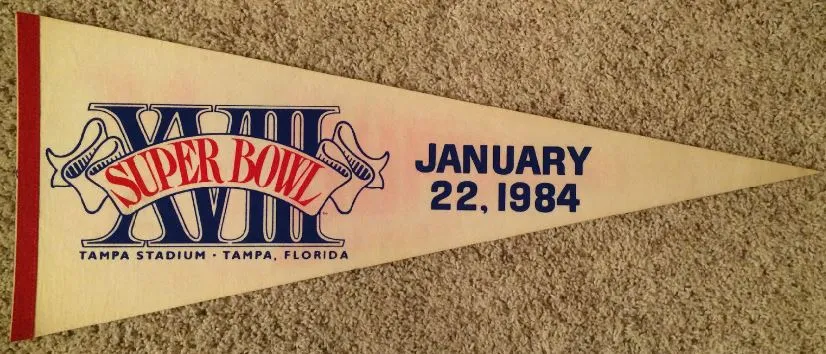 XVIII
SUPER BOWL
TAMPA STADIUM · TAMPA, FLORIDA
JANUARY
22, 1984